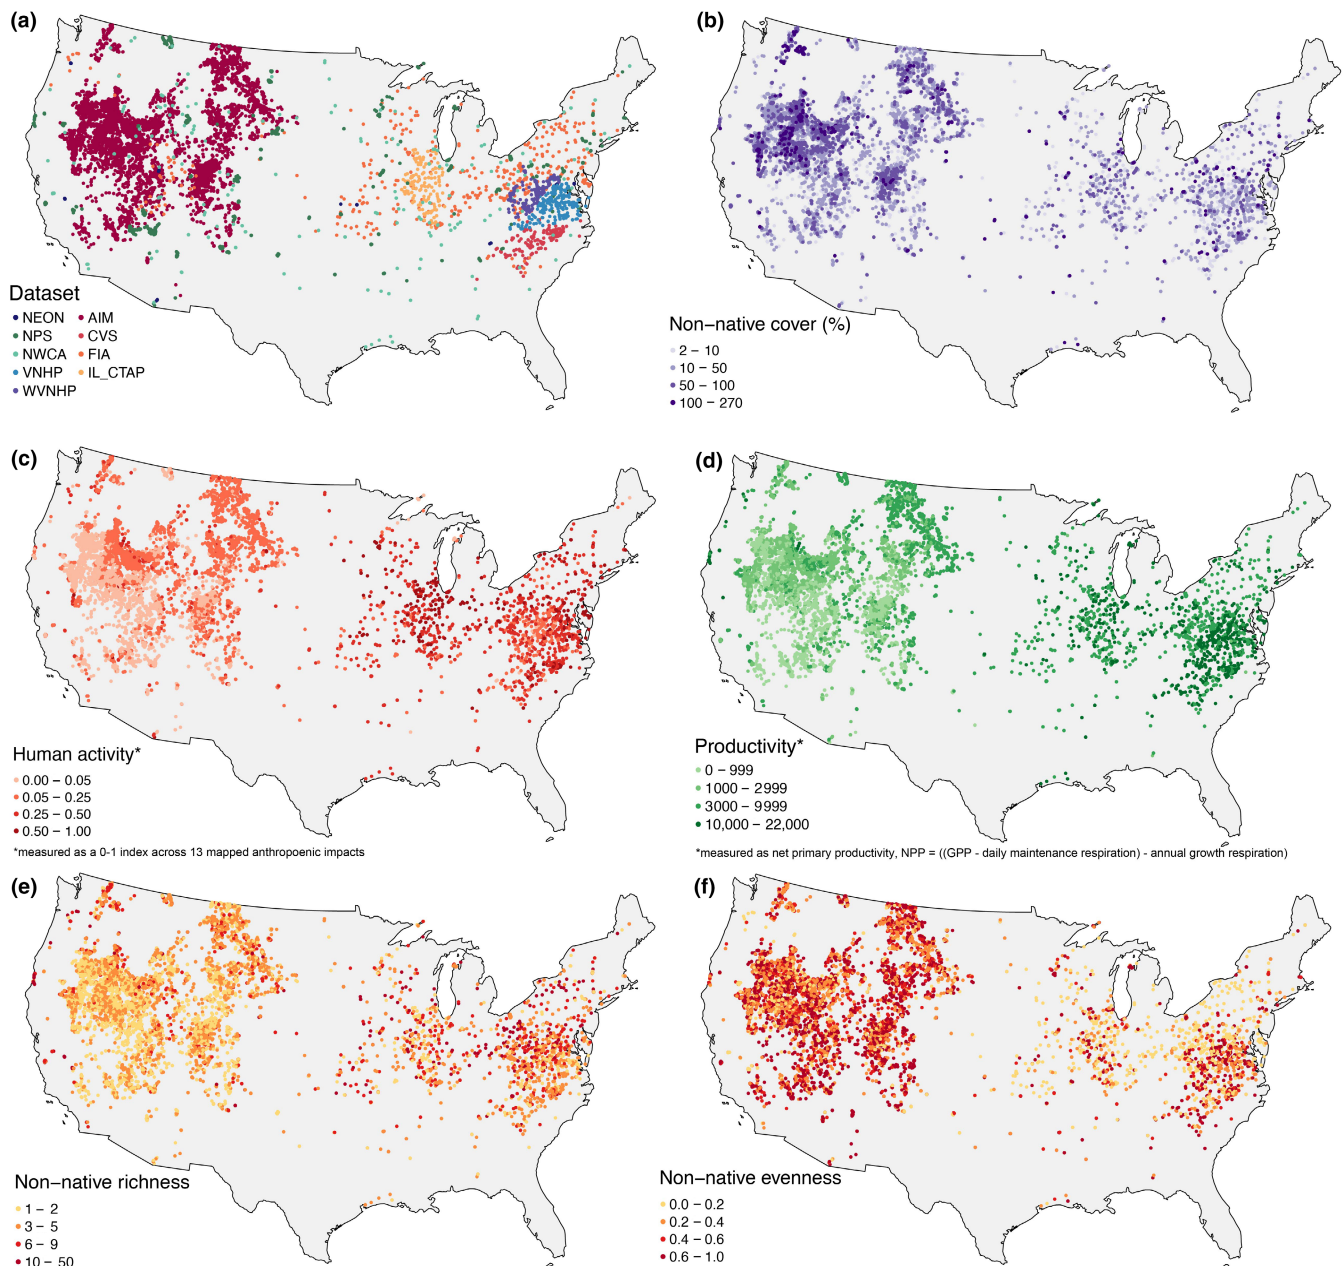 (a)
Dataset
NEON AIM
NPS CVS
NWCA FIA
VNHP IL_CTAP
WVNHP
(b)
Non−native cover (%)
2 − 10
10 − 50
50 − 100
100 − 270
(c)
Human activity*
0.00 − 0.05
0.05 − 0.25
0.25 − 0.50
0.50 − 1.00
*measured as a 0-1 index across 13 mapped anthropoenic impacts
(d)
Productivity*
0 − 999
1000 − 2999
3000 − 9999
10,000 − 22,000
*measured as net primary productivity, NPP = ((GPP - daily maintenance respiration) - annual growth respiration)
(e)
Non−native richness
1 − 2
3 − 5
6 − 9
10 − 50
(f)
Non−native evenness
0.0 − 0.2
0.2 − 0.4
0.4 − 0.6
0.6 − 1.0